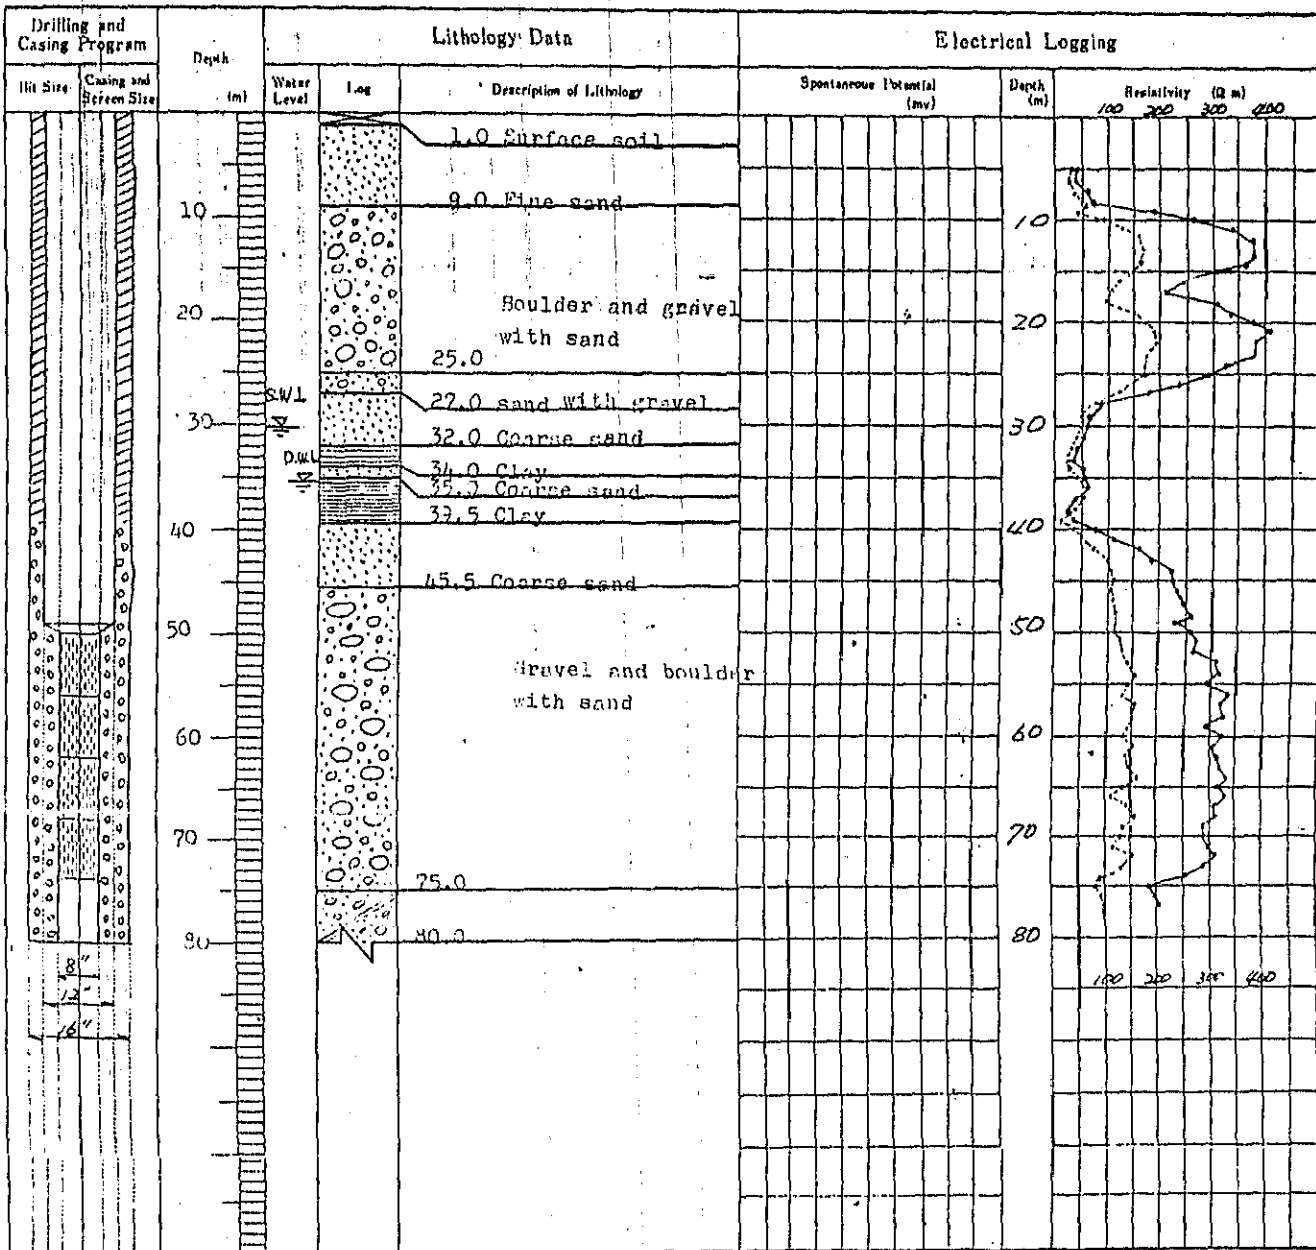 Drilling and
Casing Program
Depth
(m)
Lithology Data
Electrical Logging
Bit Size
Casing and
Screen Size
Water
Level
Log
Description of Lithology
Spontaneous Potential
(mv)
Depth
(m)
Resistivity (Ω m)
100 200 300 400
1.0 Surface soil
9.0 Fine sand
10
10
Boulder and gravel
with sand
20
20
25.0
S.W.L
27.0 sand with gravel
30
30
32.0 Coarse sand
D.W.L
34.0 Clay
35.0 Coarse sand
39.5 Clay
40
40
45.5 Coarse sand
50
50
Gravel and boulder
with sand
60
60
70
70
75.0
80
80.0
80
8"
12"
16"
100 200 300 400